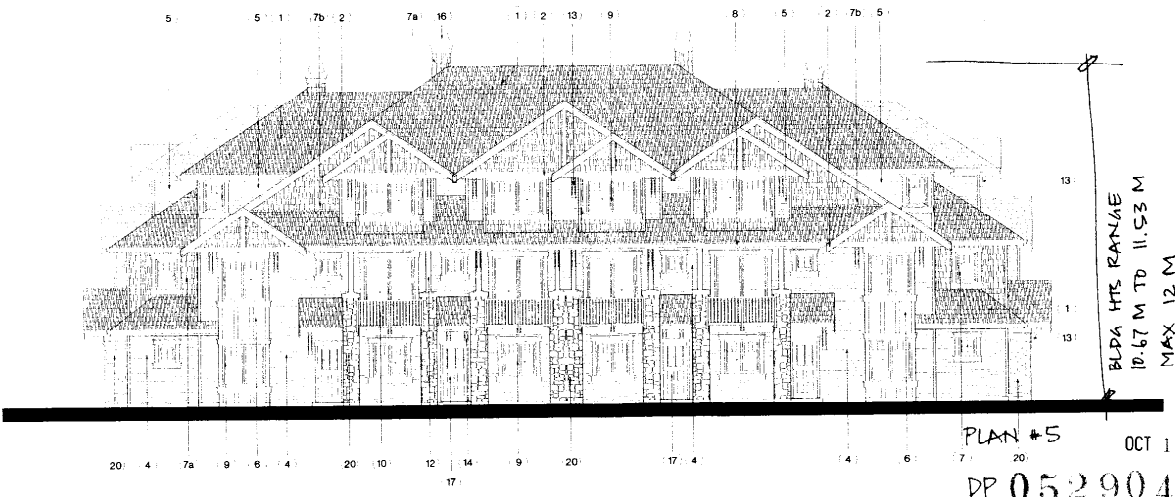 5 5 1 7b 2 7a 16 1 2 13 9 8 5 2 7b 5
13
1
13
BLDG HTS RANGE
10.67 M TO 11.53 M
MAX 12 M
20 4 7a 9 6 4 20 10 12 14 9 20 17 4 4 6 7 20
17
PLAN #5
OCT 1
DP 052904